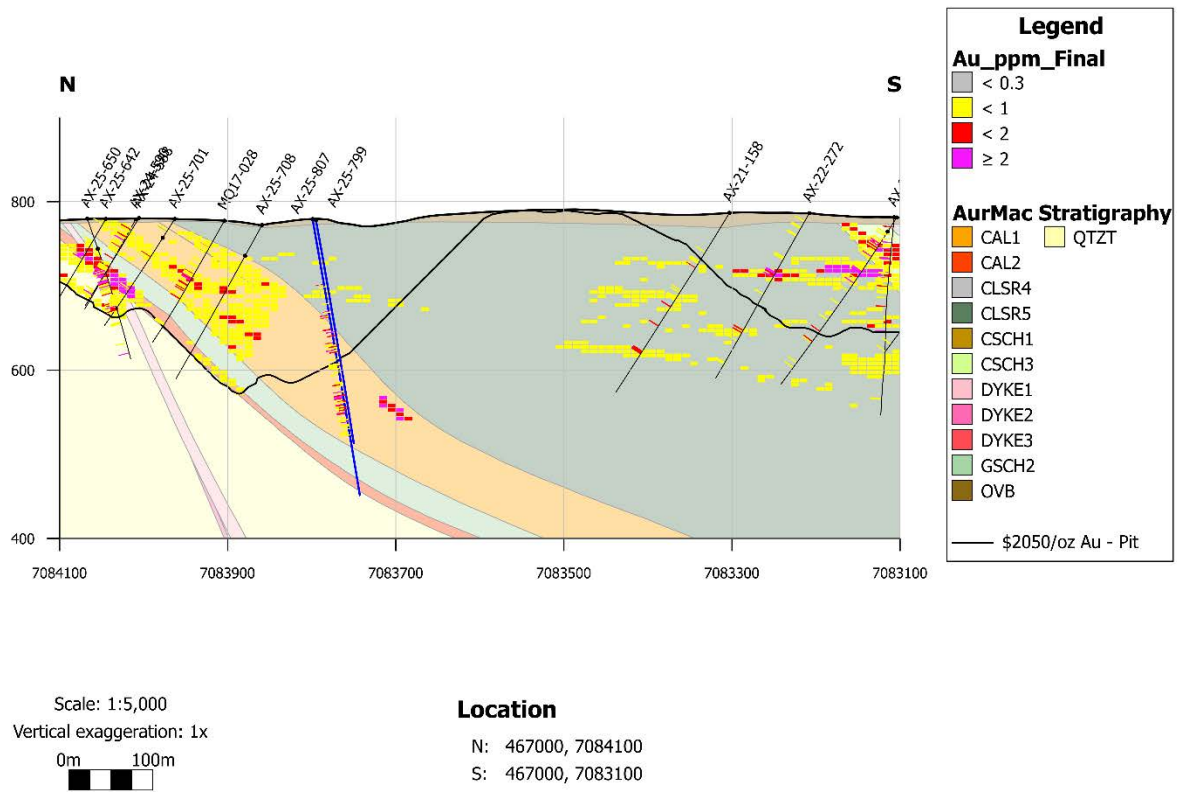 N
S
AX-25-650
AX-25-642
AX-25-701
MQ17-028
AX-25-708
AX-25-807
AX-25-799
AX-21-158
AX-22-272
AX-
800
600
400
7084100
7083900
7083700
7083500
7083300
7083100
Legend
Au_ppm_Final
< 0.3
< 1
< 2
≥ 2
AurMac Stratigraphy
CAL1
QTZT
CAL2
CLSR4
CLSR5
CSCH1
CSCH3
DYKE1
DYKE2
DYKE3
GSCH2
OVB
$2050/oz Au - Pit
Scale: 1:5,000
Vertical exaggeration: 1x
0m
100m
Location
N: 467000, 7084100
S: 467000, 7083100